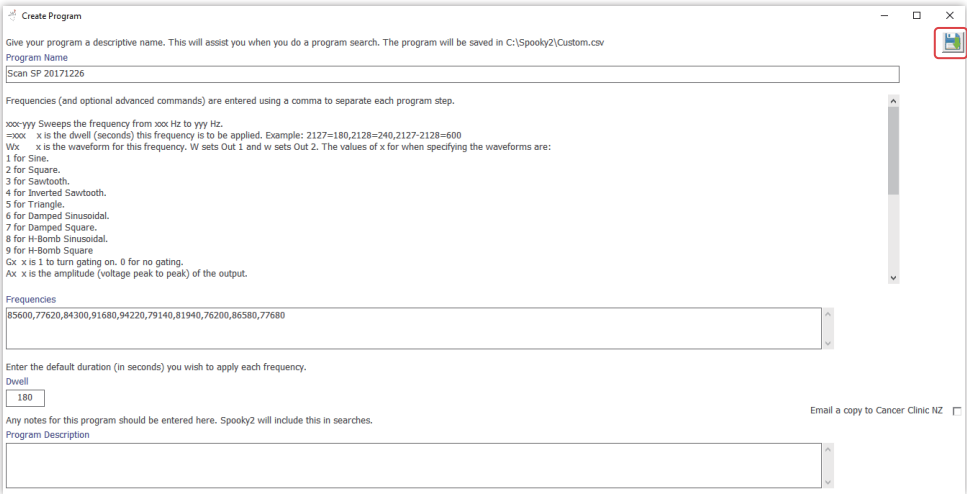 Create Program
Give your program a descriptive name. This will assist you when you do a program search. The program will be saved in C:\Spooky2\Custom.csv
Program Name
Scan SP 20171226
Frequencies (and optional advanced commands) are entered using a comma to separate each program step.
xxx-yyy Sweeps the frequency from xxx Hz to yyy Hz.
=xxx x is the dwell (seconds) this frequency is to be applied. Example: 2127=180,2128=240,2127-2128=600
Wx x is the waveform for this frequency. W sets Out 1 and w sets Out 2. The values of x for when specifying the waveforms are:
1 for Sine.
2 for Square.
3 for Sawtooth.
4 for Inverted Sawtooth.
5 for Triangle.
6 for Damped Sinusoidal.
7 for Damped Square.
8 for H-Bomb Sinusoidal.
9 for H-Bomb Square
Gx x is 1 to turn gating on. 0 for no gating.
Ax x is the amplitude (voltage peak to peak) of the output.
Frequencies
85600,77620,84300,91680,94220,79140,81940,76200,86580,77680
Enter the default duration (in seconds) you wish to apply each frequency.
Dwell
180
Email a copy to Cancer Clinic NZ
Any notes for this program should be entered here. Spooky2 will include this in searches.
Program Description